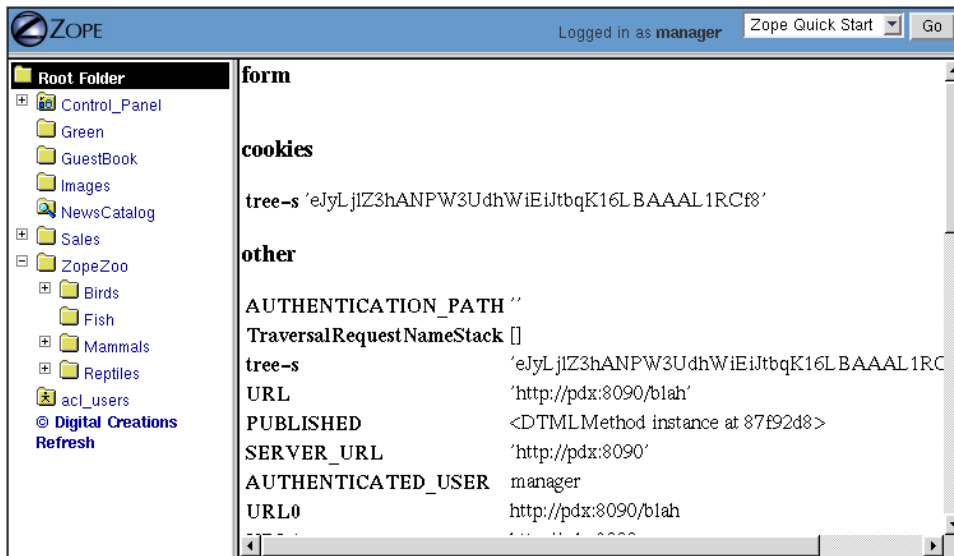 ZOPE
Logged in as manager
Zope Quick Start
Go
Root Folder
Control_Panel
Green
GuestBook
Images
NewsCatalog
Sales
ZopeZoo
Birds
Fish
Mammals
Reptiles
acl_users
© Digital Creations
Refresh
form
cookies
tree-s 'eJyLjlZ3hANPW3UdhWiEiJtbqK16LBAAAL1RCf8'
other
AUTHENTICATION_PATH ''
TraversalRequestNameStack []
tree-s 'eJyLjlZ3hANPW3UdhWiEiJtbqK16LBAAAL1RC
URL 'http://pdx:8090/blah'
PUBLISHED <DTMLMethod instance at 87f92d8>
SERVER_URL 'http://pdx:8090'
AUTHENTICATED_USER manager
URL0 http://pdx:8090/blah